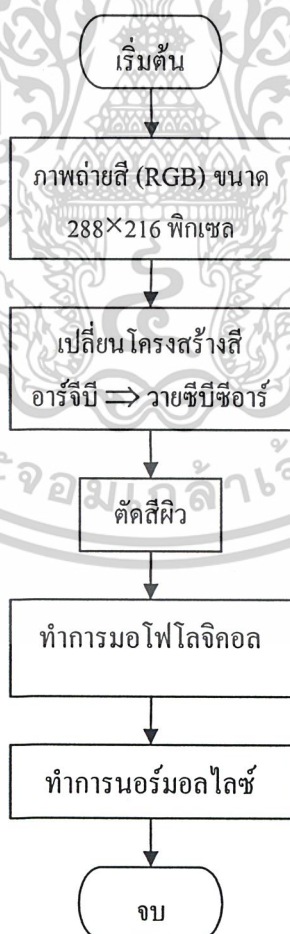 เริ่มต้น
ภาพถ่ายสี (RGB) ขนาด
288×216 พิกเซล
เปลี่ยนโครงสร้างสี
อาร์จีบี ⇒ วายซีบีซีอาร์
ตัดสีผิว
ทำการมอโฟโลจิคอล
ทำการนอร์มอลไลซ์
จบ